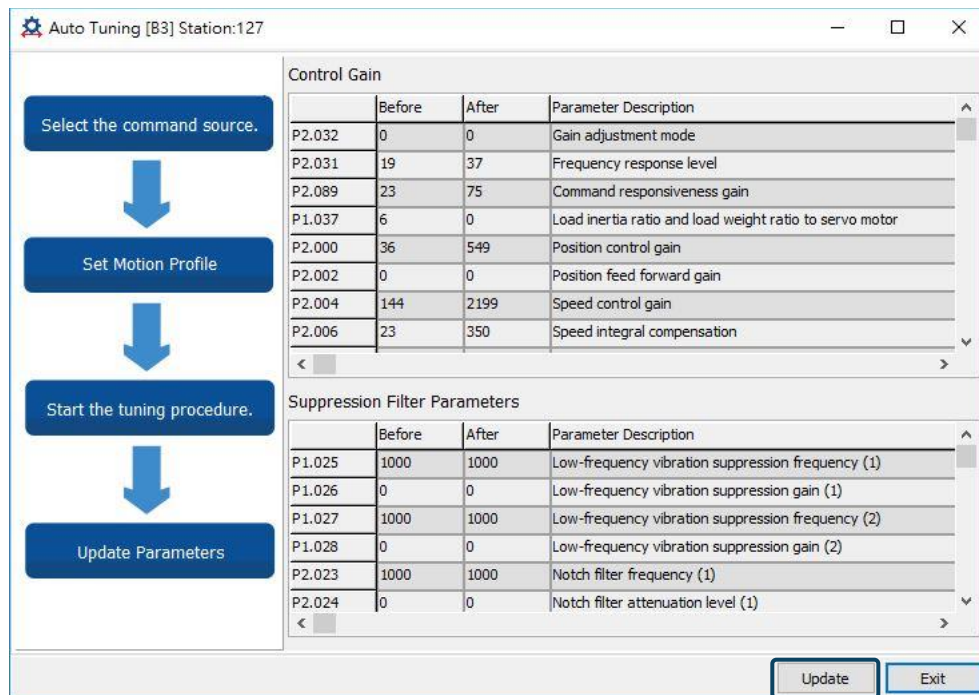 Auto Tuning [B3] Station:127
Select the command source.
Set Motion Profile
Start the tuning procedure.
Update Parameters
Control Gain
Before After Parameter Description
P2.032 0 0 Gain adjustment mode
P2.031 19 37 Frequency response level
P2.089 23 75 Command responsiveness gain
P1.037 6 0 Load inertia ratio and load weight ratio to servo motor
P2.000 36 549 Position control gain
P2.002 0 0 Position feed forward gain
P2.004 144 2199 Speed control gain
P2.006 23 350 Speed integral compensation
Suppression Filter Parameters
Before After Parameter Description
P1.025 1000 1000 Low-frequency vibration suppression frequency (1)
P1.026 0 0 Low-frequency vibration suppression gain (1)
P1.027 1000 1000 Low-frequency vibration suppression frequency (2)
P1.028 0 0 Low-frequency vibration suppression gain (2)
P2.023 1000 1000 Notch filter frequency (1)
P2.024 0 0 Notch filter attenuation level (1)
Update Exit